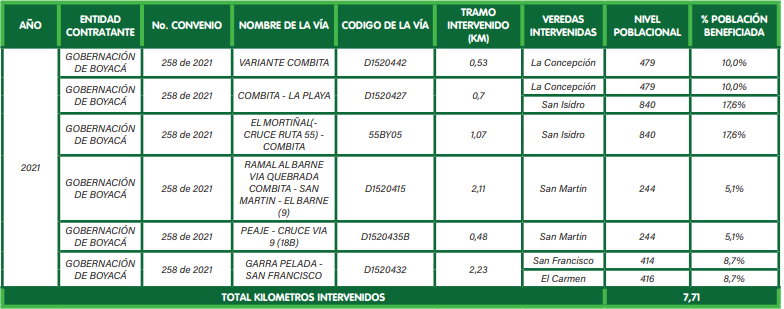 AÑO
ENTIDAD
CONTRATANTE
No. CONVENIO
NOMBRE DE LA VÍA
CODIGO DE LA VÍA
TRAMO
INTERVENIDO
(KM)
VEREDAS
INTERVENIDAS
NIVEL
POBLACIONAL
% POBLACIÓN
BENEFICIADA
2021
GOBERNACIÓN
DE BOYACÁ
258 de 2021
VARIANTE COMBITA
D1520442
0,53
La Concepción
479
10,0%
GOBERNACIÓN
DE BOYACÁ
258 de 2021
COMBITA - LA PLAYA
D1520427
0,7
La Concepción
479
10,0%
San Isidro
840
17,6%
GOBERNACIÓN
DE BOYACÁ
258 de 2021
EL MORTIÑAL(-
CRUCE RUTA 55) -
COMBITA
55BY05
1,07
San Isidro
840
17,6%
GOBERNACIÓN
DE BOYACÁ
258 de 2021
RAMAL AL BARNE
VIA QUEBRADA
COMBITA - SAN
MARTIN - EL BARNE
(9)
D1520415
2,11
San Martín
244
5,1%
GOBERNACIÓN
DE BOYACÁ
258 de 2021
PEAJE - CRUCE VIA
9 (18B)
D1520435B
0,48
San Martín
244
5,1%
GOBERNACIÓN
DE BOYACÁ
258 de 2021
GARRA PELADA -
SAN FRANCISCO
D1520432
2,23
San Francisco
414
8,7%
El Carmen
416
8,7%
TOTAL KILOMETROS INTERVENIDOS
7,71